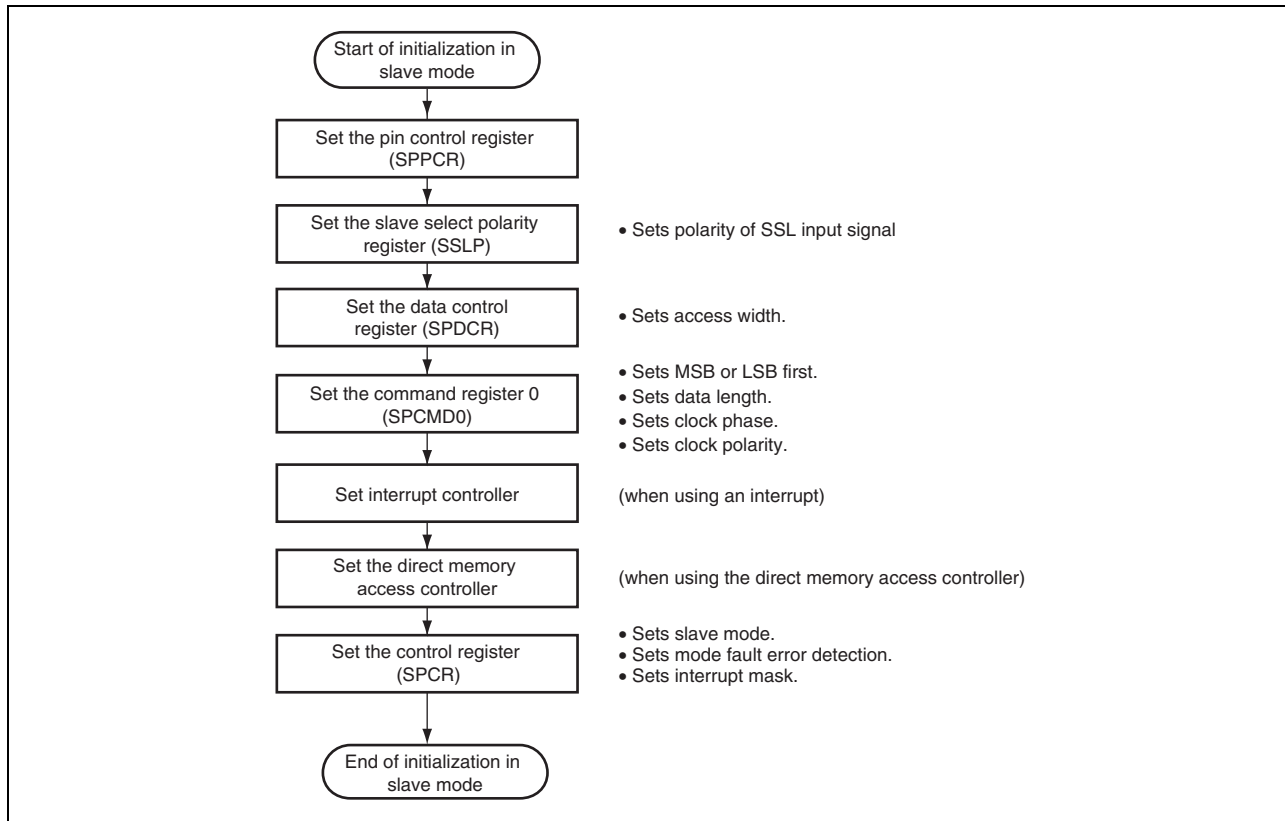 Start of initialization in
slave mode
Set the pin control register
(SPPCR)
Set the slave select polarity
register (SSLP)
• Sets polarity of SSL input signal
Set the data control
register (SPDCR)
• Sets access width.
Set the command register 0
(SPCMD0)
• Sets MSB or LSB first.
• Sets data length.
• Sets clock phase.
• Sets clock polarity.
Set interrupt controller
(when using an interrupt)
Set the direct memory
access controller
(when using the direct memory access controller)
Set the control register
(SPCR)
• Sets slave mode.
• Sets mode fault error detection.
• Sets interrupt mask.
End of initialization in
slave mode